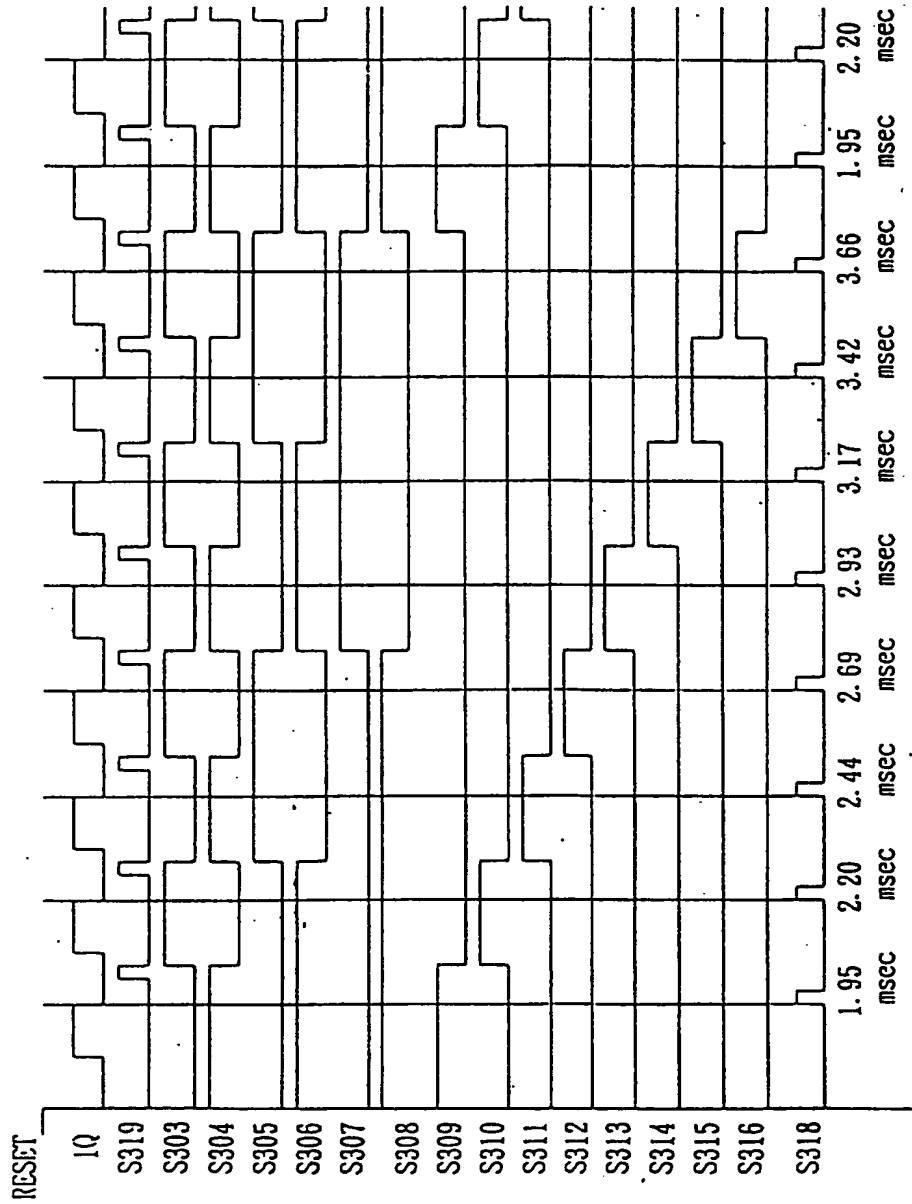 RESET
1Q
S319
S303
S304
S305
S306
S307
S308
S309
S310
S311
S312
S313
S314
S315
S316
S318
1.95 msec
2.20 msec
2.44 msec
2.69 msec
2.93 msec
3.17 msec
3.42 msec
3.66 msec
1.95 msec
2.20 msec